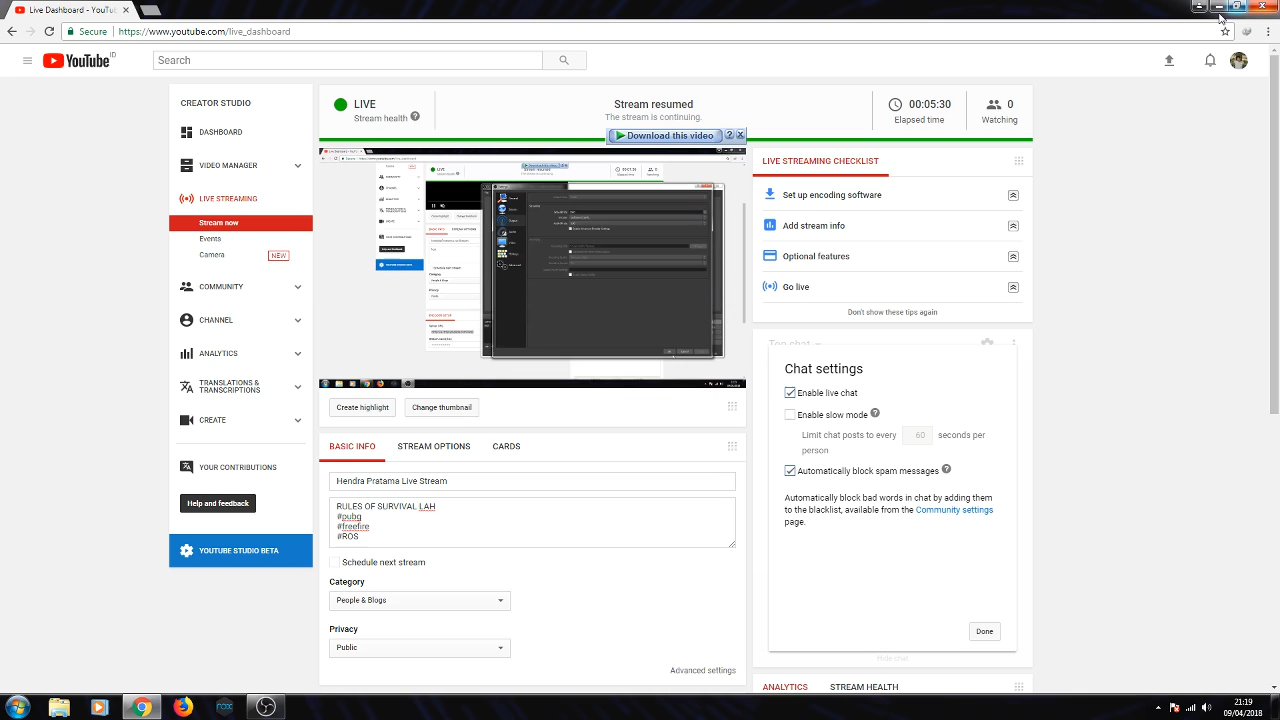 Live Dashboard - YouTu
Secure
https://www.youtube.com/live_dashboard
YouTube ID
Search
CREATOR STUDIO
DASHBOARD
VIDEO MANAGER
LIVE STREAMING
Stream now
Events
Camera NEW
COMMUNITY
CHANNEL
ANALYTICS
TRANSLATIONS &
TRANSCRIPTIONS
CREATE
YOUR CONTRIBUTIONS
Help and feedback
YOUTUBE STUDIO BETA
LIVE
Stream health ?
Stream resumed
The stream is continuing.
00:05:30
Elapsed time
0
Watching
Download this video ?
Create highlight
Change thumbnail
BASIC INFO STREAM OPTIONS CARDS
Hendra Pratama Live Stream
RULES OF SURVIVAL LAH
#pubg
#freefire
#ROS
Schedule next stream
Category
People & Blogs
Privacy
Public
Advanced settings
LIVE STREAMING CHECKLIST
Set up encoding software
Add stream info
Optional features
Go live
Don't show these tips again
Top chat
Chat settings
Enable live chat
Enable slow mode ?
Limit chat posts to every 60 seconds per
person
Automatically block spam messages ?
Automatically block bad words in chat by adding them
to the blacklist, available from the Community settings
page.
Done
Hide chat
ANALYTICS STREAM HEALTH
21:19
09/04/2018